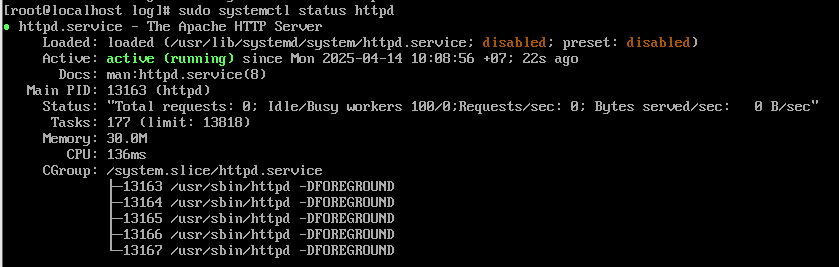 [root@localhost log]# sudo systemctl status httpd
● httpd.service - The Apache HTTP Server
     Loaded: loaded (/usr/lib/systemd/system/httpd.service; disabled; preset: disabled)
     Active: active (running) since Mon 2025-04-14 10:08:56 +07; 22s ago
       Docs: man:httpd.service(8)
   Main PID: 13163 (httpd)
     Status: "Total requests: 0; Idle/Busy workers 100/0;Requests/sec: 0; Bytes served/sec:   0 B/sec"
      Tasks: 177 (limit: 13818)
     Memory: 30.0M
        CPU: 136ms
     CGroup: /system.slice/httpd.service
             ├─13163 /usr/sbin/httpd -DFOREGROUND
             ├─13164 /usr/sbin/httpd -DFOREGROUND
             ├─13165 /usr/sbin/httpd -DFOREGROUND
             ├─13166 /usr/sbin/httpd -DFOREGROUND
             └─13167 /usr/sbin/httpd -DFOREGROUND